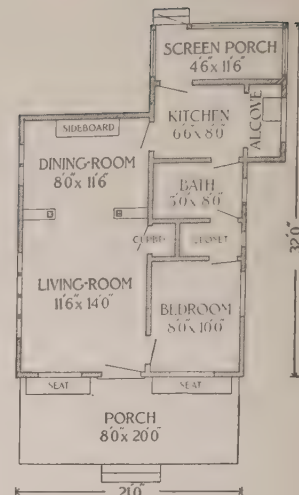 SCREEN PORCH
4'6" x 11'6"
KITCHEN
6'6" x 8'0"
ALCOVE
SIDEBOARD
DINING-ROOM
8'0" x 11'6"
BATH
5'0" x 8'0"
CLOSET
LIVING-ROOM
11'6" x 14'0"
BEDROOM
8'0" x 10'0"
32'0"
SEAT
SEAT
PORCH
8'0" x 20'0"
21'0"